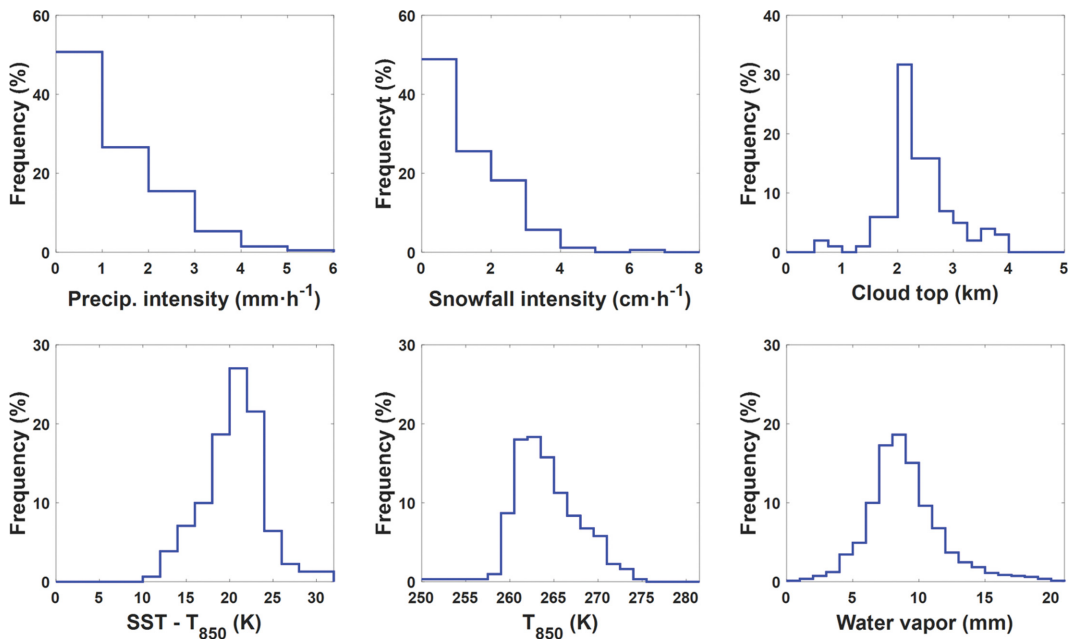 60
40
20
0
Frequency (%)
0 1 2 3 4 5 6
Precip. intensity (mm·h⁻¹)
60
40
20
0
Frequencyt (%)
0 2 4 6 8
Snowfall intensity (cm·h⁻¹)
40
30
20
10
0
Frequency (%)
0 1 2 3 4 5
Cloud top (km)
30
20
10
0
Frequency (%)
0 5 10 15 20 25 30
SST - T₈₅₀ (K)
30
20
10
0
Frequency (%)
250 255 260 265 270 275 280
T₈₅₀ (K)
30
20
10
0
Frequency (%)
0 5 10 15 20
Water vapor (mm)